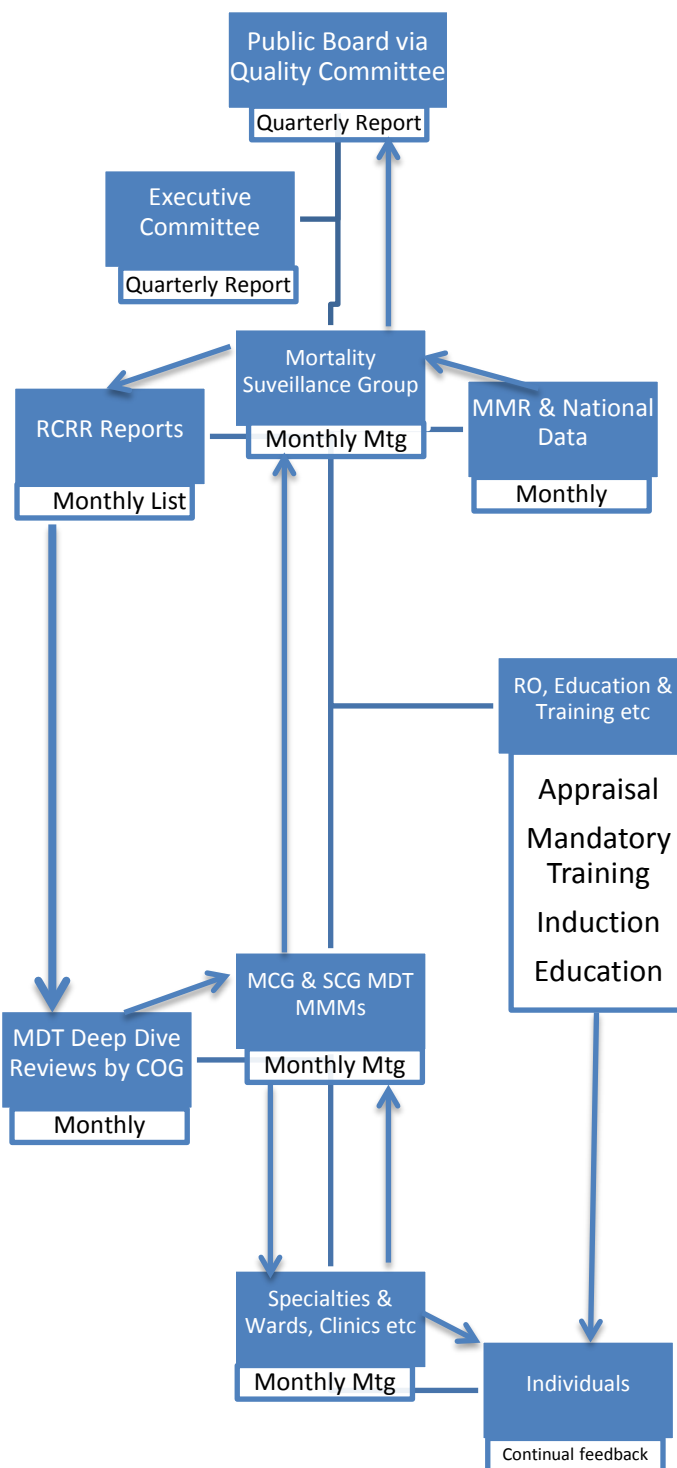 Public Board via
Quality Committee
Quarterly Report
Executive
Committee
Quarterly Report
Mortality
Suveillance Group
Monthly Mtg
RCRR Reports
Monthly List
MMR & National
Data
Monthly
RO, Education &
Training etc
Appraisal
Mandatory
Training
Induction
Education
MCG & SCG MDT
MMMs
Monthly Mtg
MDT Deep Dive
Reviews by COG
Monthly
Specialties &
Wards, Clinics etc
Monthly Mtg
Individuals
Continual feedback